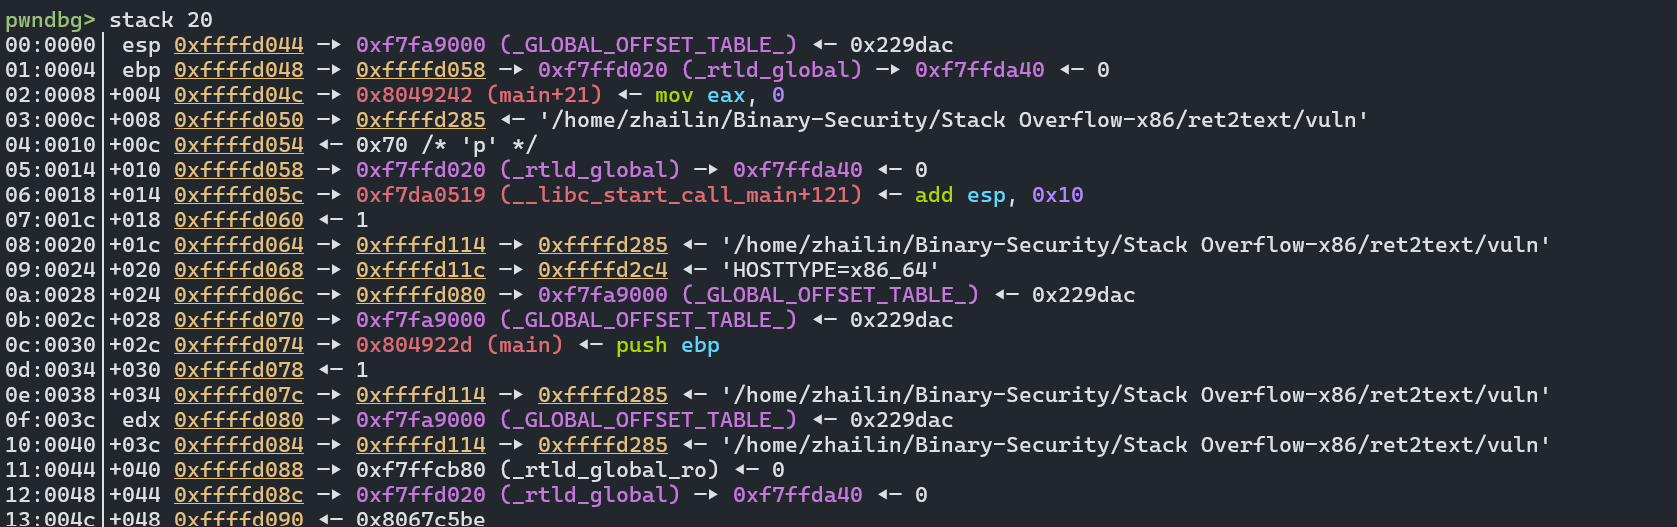 pwndbg> stack 20
00:0000│ esp 0xffffd044 —▸ 0xf7fa9000 (_GLOBAL_OFFSET_TABLE_) ◂— 0x229dac
01:0004│ ebp 0xffffd048 —▸ 0xffffd058 —▸ 0xf7ffd020 (_rtld_global) —▸ 0xf7ffda40 ◂— 0
02:0008│+004 0xffffd04c —▸ 0x8049242 (main+21) ◂— mov eax, 0
03:000c│+008 0xffffd050 —▸ 0xffffd285 ◂— '/home/zhailin/Binary-Security/Stack Overflow-x86/ret2text/vuln'
04:0010│+00c 0xffffd054 ◂— 0x70 /* 'p' */
05:0014│+010 0xffffd058 —▸ 0xf7ffd020 (_rtld_global) —▸ 0xf7ffda40 ◂— 0
06:0018│+014 0xffffd05c —▸ 0xf7da0519 (__libc_start_call_main+121) ◂— add esp, 0x10
07:001c│+018 0xffffd060 ◂— 1
08:0020│+01c 0xffffd064 —▸ 0xffffd114 —▸ 0xffffd285 ◂— '/home/zhailin/Binary-Security/Stack Overflow-x86/ret2text/vuln'
09:0024│+020 0xffffd068 —▸ 0xffffd11c —▸ 0xffffd2c4 ◂— 'HOSTTYPE=x86_64'
0a:0028│+024 0xffffd06c —▸ 0xffffd080 —▸ 0xf7fa9000 (_GLOBAL_OFFSET_TABLE_) ◂— 0x229dac
0b:002c│+028 0xffffd070 —▸ 0xf7fa9000 (_GLOBAL_OFFSET_TABLE_) ◂— 0x229dac
0c:0030│+02c 0xffffd074 —▸ 0x804922d (main) ◂— push ebp
0d:0034│+030 0xffffd078 ◂— 1
0e:0038│+034 0xffffd07c —▸ 0xffffd114 —▸ 0xffffd285 ◂— '/home/zhailin/Binary-Security/Stack Overflow-x86/ret2text/vuln'
0f:003c│ edx 0xffffd080 —▸ 0xf7fa9000 (_GLOBAL_OFFSET_TABLE_) ◂— 0x229dac
10:0040│+03c 0xffffd084 —▸ 0xffffd114 —▸ 0xffffd285 ◂— '/home/zhailin/Binary-Security/Stack Overflow-x86/ret2text/vuln'
11:0044│+040 0xffffd088 —▸ 0xf7ffcb80 (_rtld_global_ro) ◂— 0
12:0048│+044 0xffffd08c —▸ 0xf7ffd020 (_rtld_global) —▸ 0xf7ffda40 ◂— 0
13:004c│+048 0xffffd090 ◂— 0x8067c5be